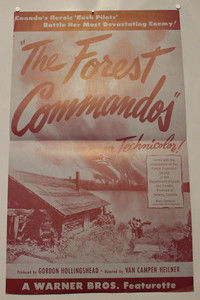 Canada's Heroic 'Bush Pilots'
Battle Her Most Devastating Enemy!
"The Forest
Commandos"
in Technicolor!
Produced by GORDON HOLLINGSHEAD • Directed by VAN CAMPEN HEILNER
A WARNER BROS. Featurette